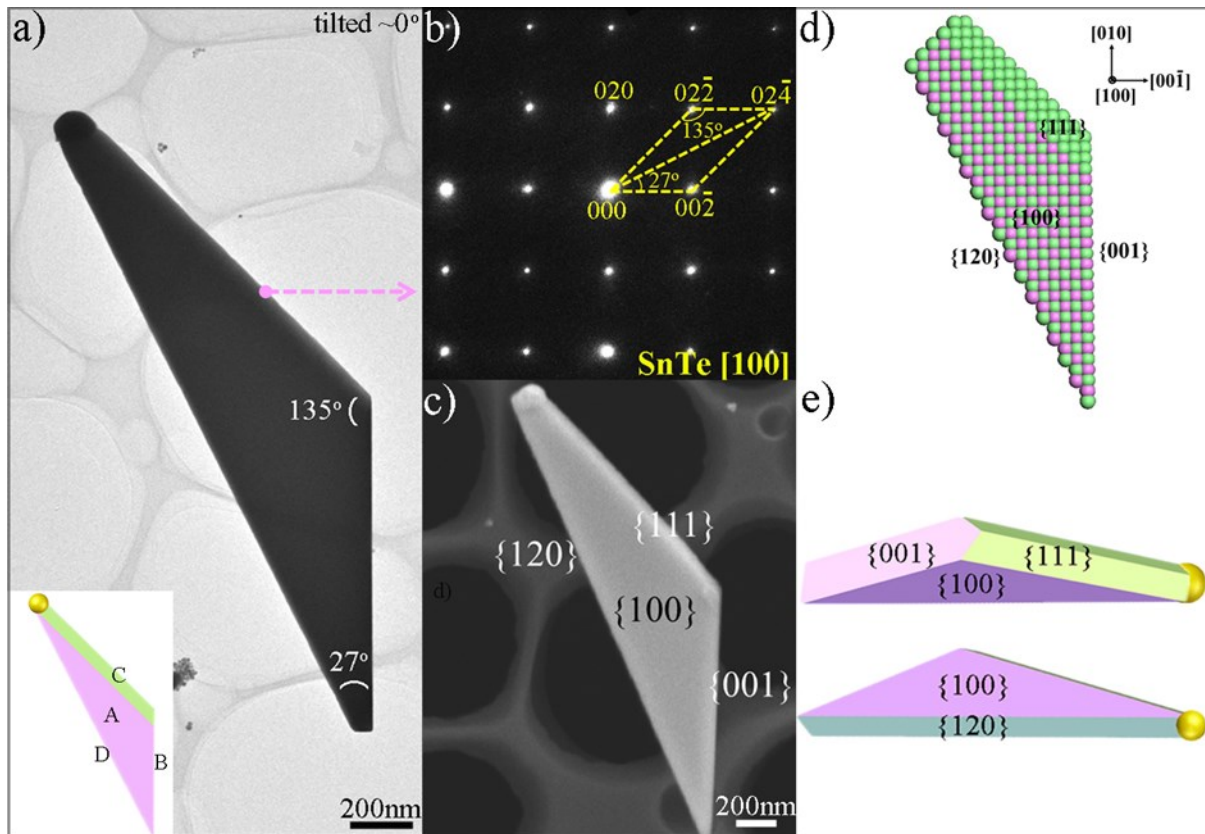 a)
tilted ~0°
135°
27°
C
A
D
B
200nm
b)
020
022̄
024̄
135°
27°
000
002̄
SnTe [100]
c)
{111}
{120}
d)
{100}
{001}
200nm
d)
[010]
[100]
[001̄]
{111}
{100}
{120}
{001}
e)
{001}
{111}
{100}
{100}
{120}